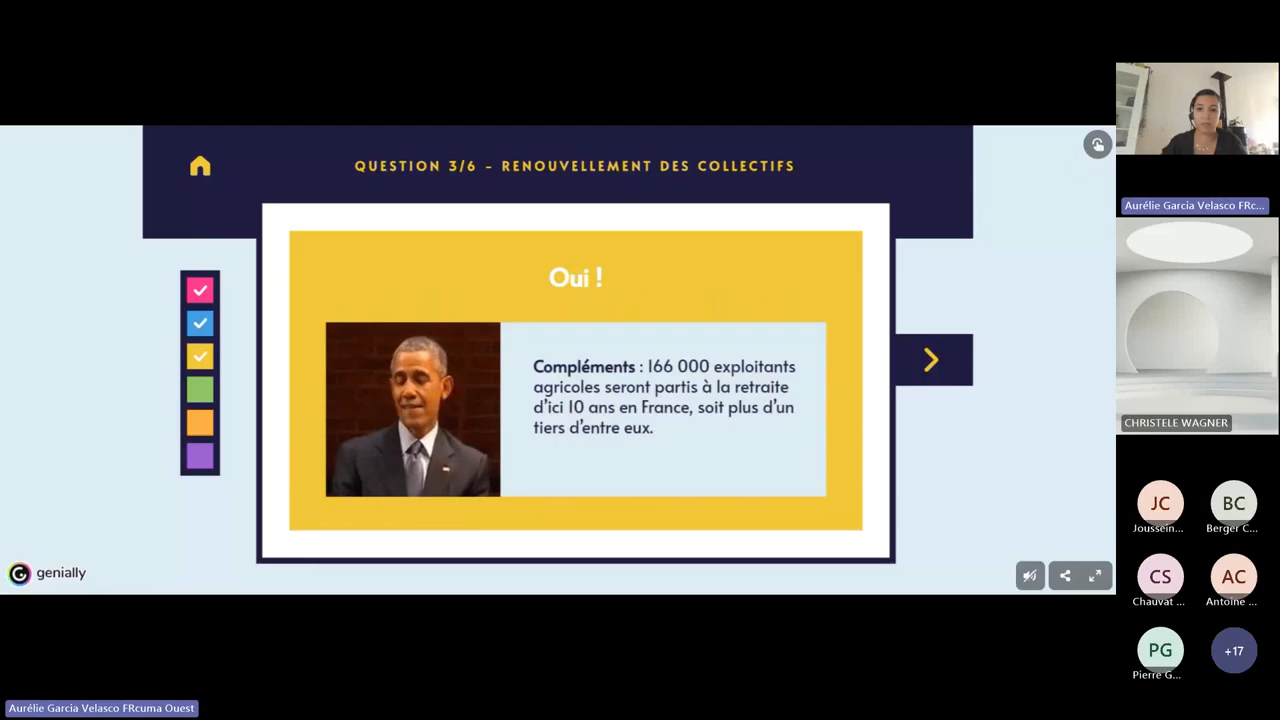 QUESTION 3/6 - RENOUVELLEMENT DES COLLECTIFS
Oui !
Compléments : 166 000 exploitants
agricoles seront partis à la retraite
d'ici 10 ans en France, soit plus d'un
tiers d'entre eux.
genially
Aurélie Garcia Velasco FRcuma Ouest
Aurélie Garcia Velasco FRc...
CHRISTELE WAGNER
JC
Joussein...
BC
Berger C...
CS
Chauvat ...
AC
Antoine ...
PG
Pierre G...
+17